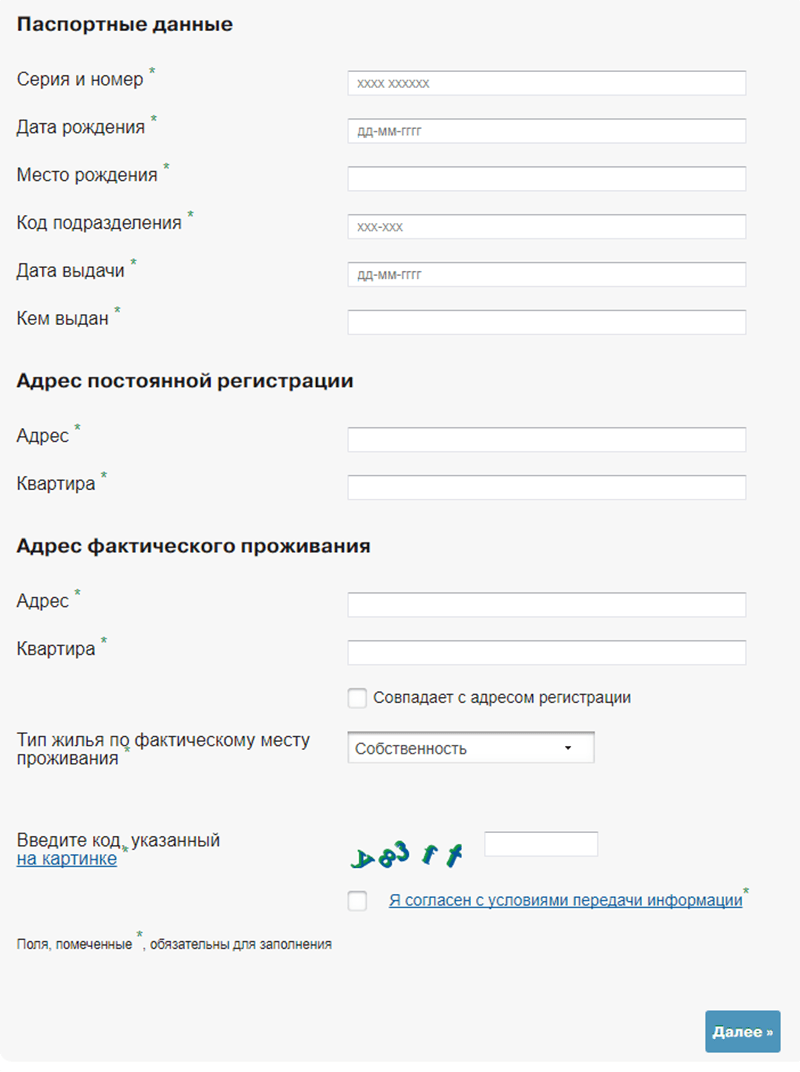 Паспортные данные
Серия и номер *
xxxx xxxxxx
Дата рождения *
дд-мм-гггг
Место рождения *
Код подразделения *
xxx-xxx
Дата выдачи *
дд-мм-гггг
Кем выдан *
Адрес постоянной регистрации
Адрес *
Квартира *
Адрес фактического проживания
Адрес *
Квартира *
Совпадает с адресом регистрации
Тип жилья по фактическому месту
проживания *
Собственность
Введите код, указанный
на картинке *
Я согласен с условиями передачи информации *
Поля, помеченные *, обязательны для заполнения
Далее »